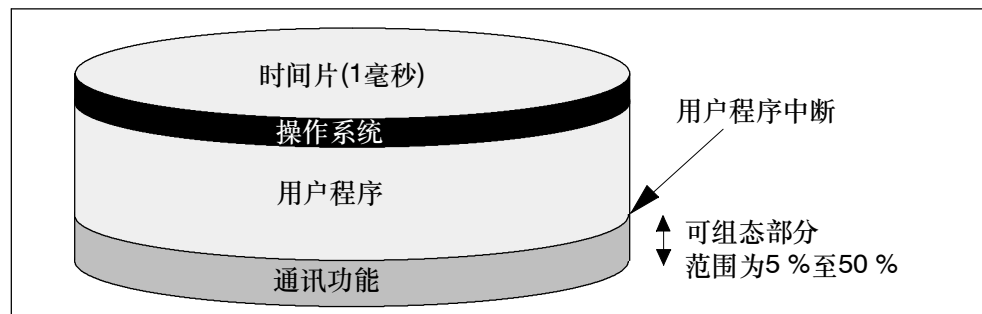 时间片(1毫秒)
操作系统
用户程序
通讯功能
用户程序中断
可组态部分
范围为5 %至50 %